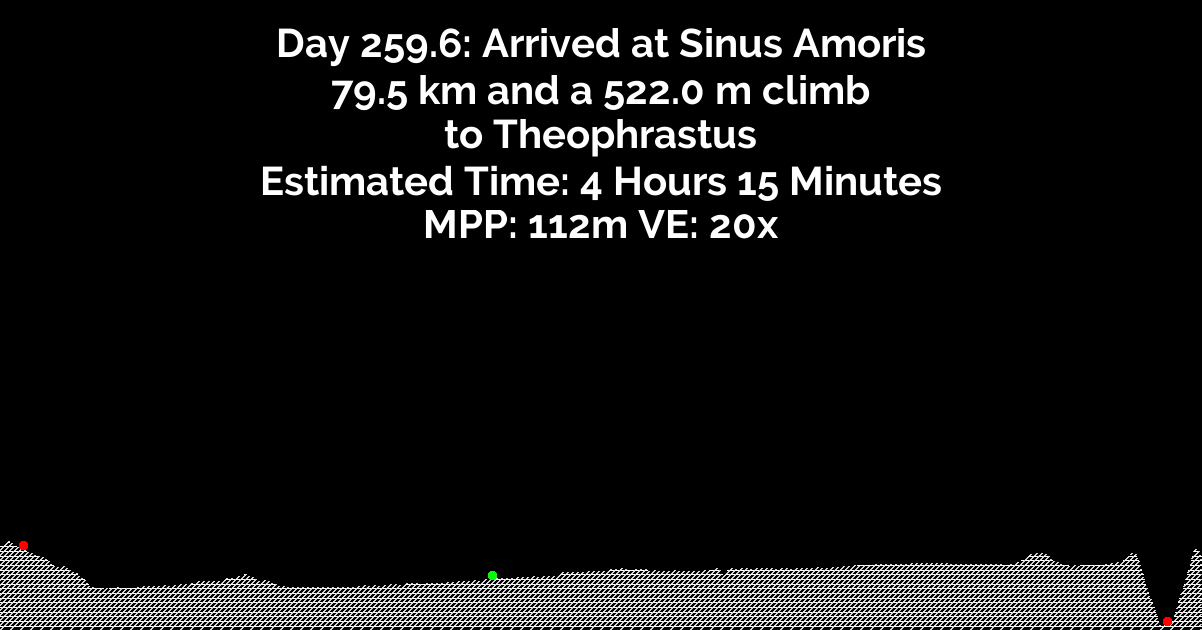 Day 259.6: Arrived at Sinus Amoris
79.5 km and a 522.0 m climb
to Theophrastus
Estimated Time: 4 Hours 15 Minutes
MPP: 112m VE: 20x